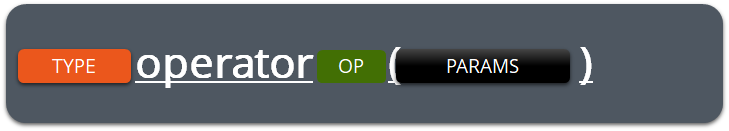 TYPE operator OP ( PARAMS )